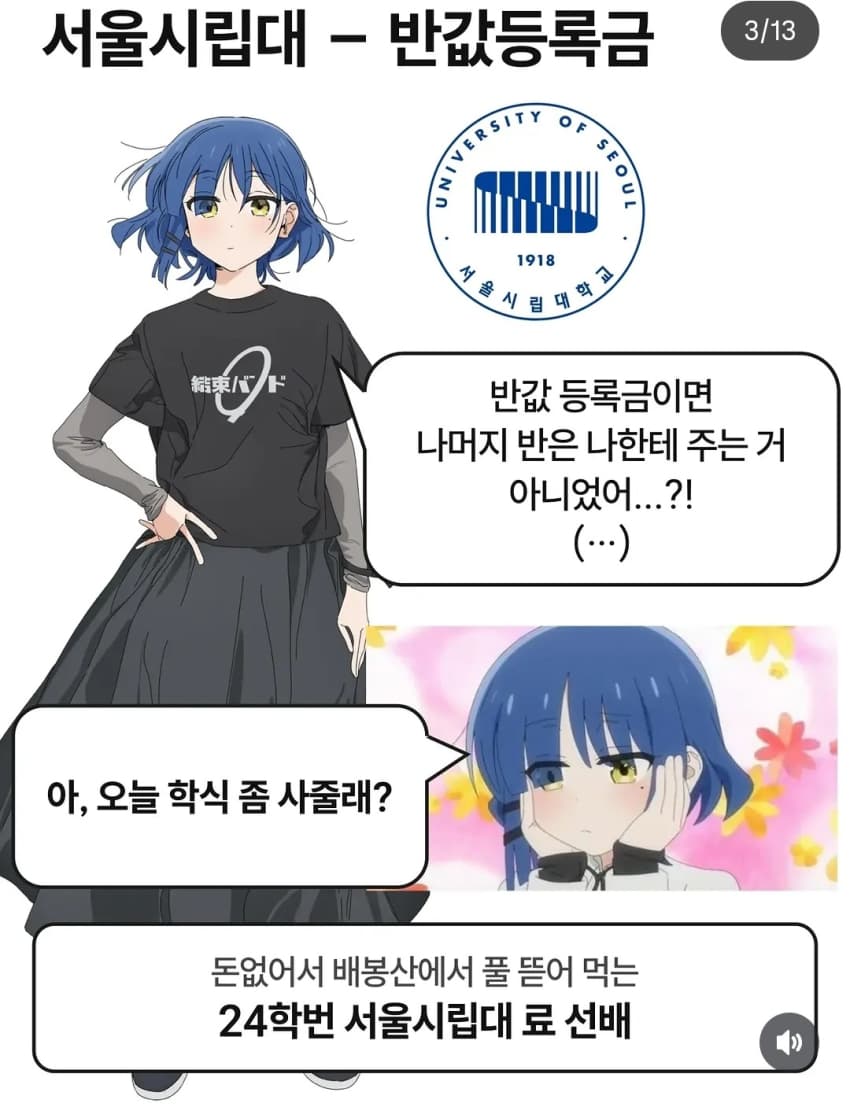 서울시립대 – 반값등록금
3/13
UNIVERSITY OF SEOUL
1918
서울시립대학교
結束バンド
반값 등록금이면
나머지 반은 나한테 주는 거
아니었어...?!
(…)
아, 오늘 학식 좀 사줄래?
돈없어서 배봉산에서 풀 뜯어 먹는
24학번 서울시립대 료 선배